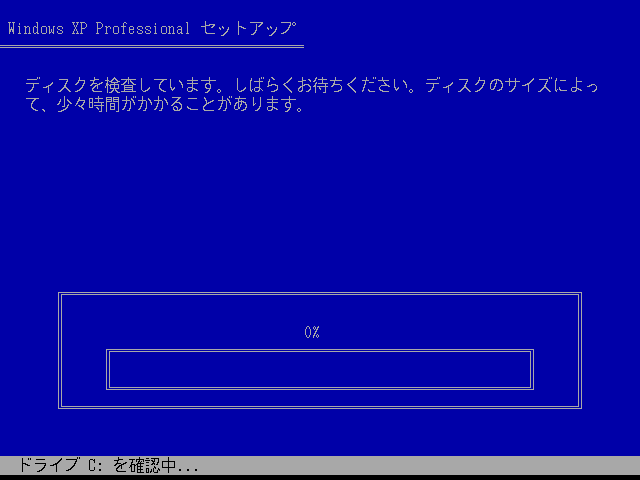 Windows XP Professional セットアップ
ディスクを検査しています。しばらくお待ちください。ディスクのサイズによっ
て、少々時間がかかることがあります。
0%
ドライブ C: を確認中...